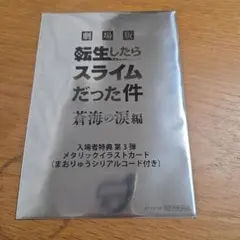 劇場版
転生したら
スライム
だった件
蒼海の涙編
入場者特典 第3弾
メタリックイラストカード
(まおりゅうシリアルコード付き)